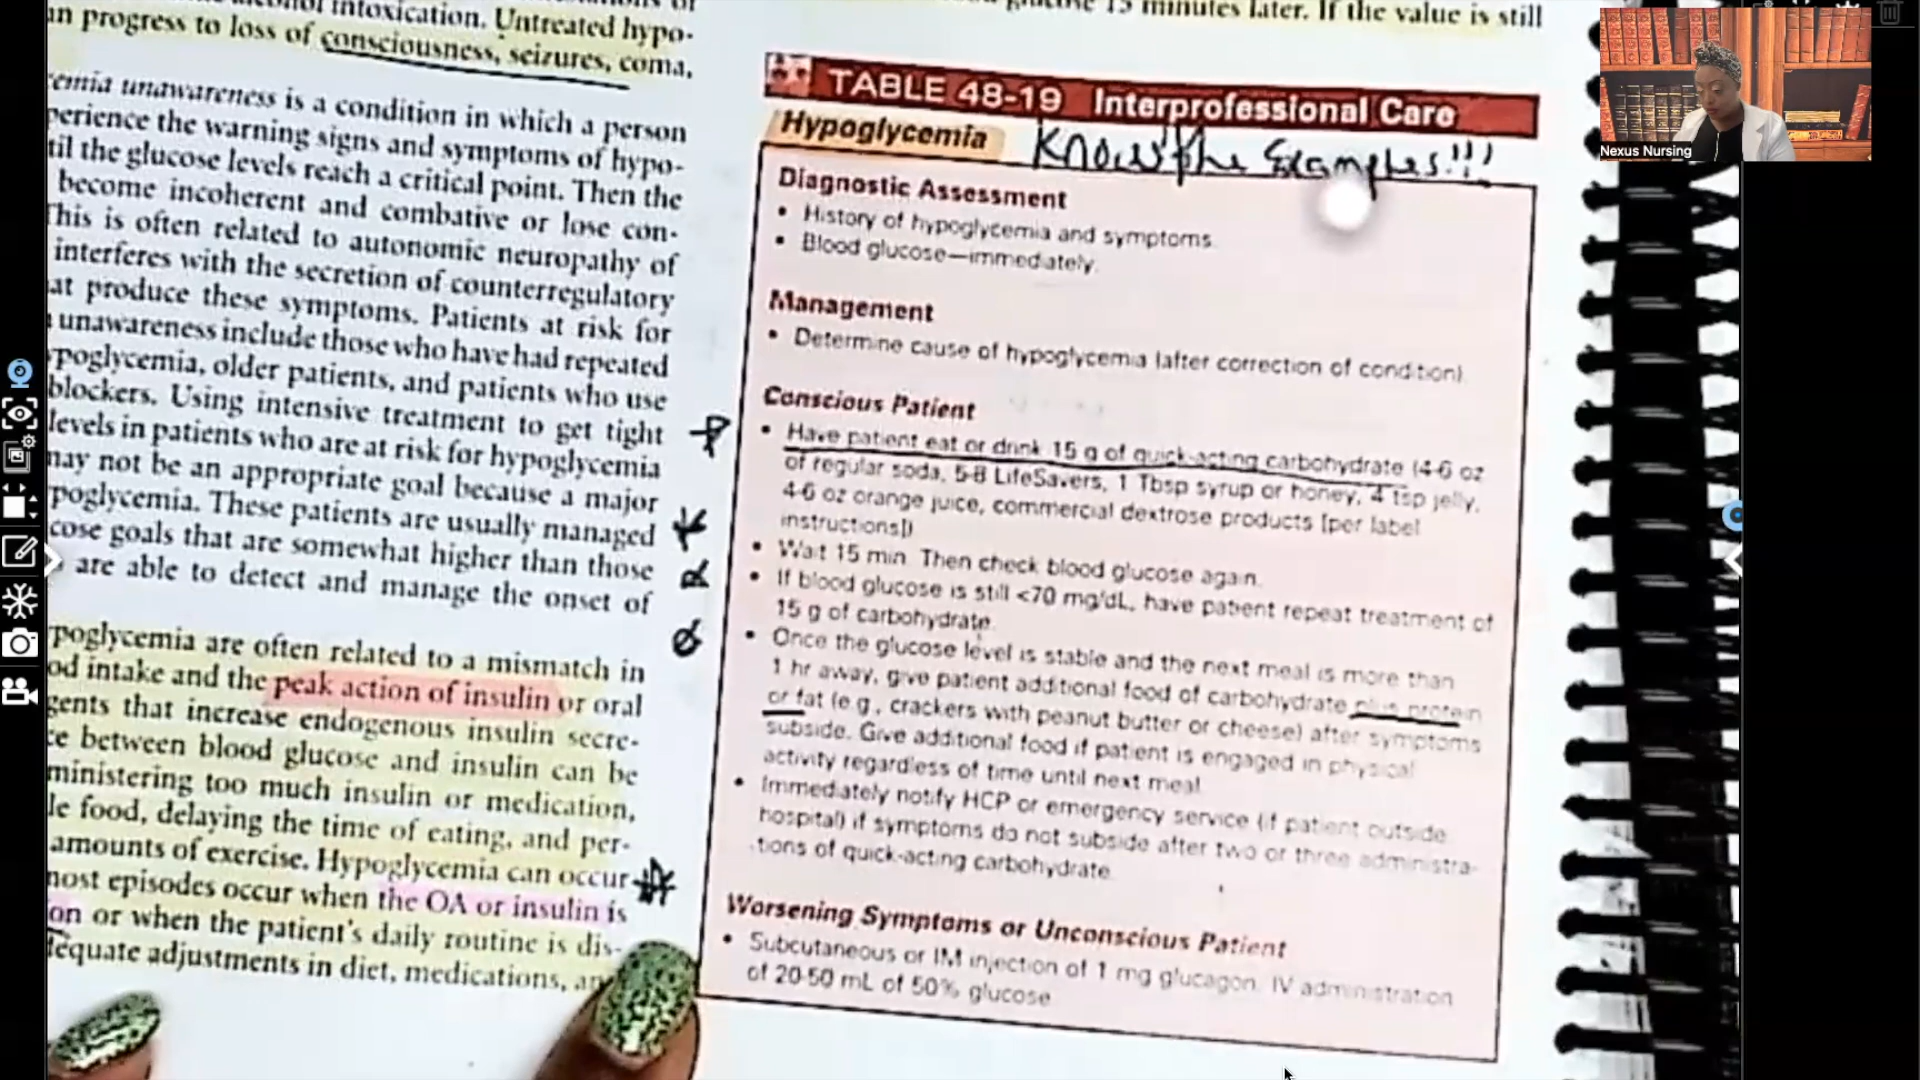 intoxication. Untreated hypo-
an progress to loss of consciousness, seizures, coma,
unawareness is a condition in which a person
the warning signs and symptoms of hypo-
the glucose levels reach a critical point. Then the
become incoherent and combative or lose con-
This is often related to autonomic neuropathy of
interferes with the secretion of counterregulatory
at produce these symptoms. Patients at risk for
unawareness include those who have had repeated
ypoglycemia, older patients, and patients who use
blockers. Using intensive treatment to get tight
levels in patients who are at risk for hypoglycemia
may not be an appropriate goal because a major
poglycemia. These patients are usually managed
cose goals that are somewhat higher than those
are able to detect and manage the onset of
poglycemia are often related to a mismatch in
od intake and the peak action of insulin or oral
gents that increase endogenous insulin secre-
ce between blood glucose and insulin can be
ministering too much insulin or medication,
le food, delaying the time of eating, and per-
amounts of exercise. Hypoglycemia can occur
most episodes occur when the OA or insulin is
on or when the patient's daily routine is dis-
dequate adjustments in diet, medications, an
15 minutes later. If the value is still
TABLE 48-19 Interprofessional Care
Hypoglycemia
Know the Examples!!!
Diagnostic Assessment
• History of hypoglycemia and symptoms.
• Blood glucose—immediately.
Management
• Determine cause of hypoglycemia (after correction of condition).
Conscious Patient
• Have patient eat or drink 15 g of quick-acting carbohydrate (4-6 oz
of regular soda, 5-8 LifeSavers, 1 Tbsp syrup or honey, 4 tsp jelly,
4-6 oz orange juice, commercial dextrose products [per label
instructions])
• Wait 15 min. Then check blood glucose again.
• If blood glucose is still <70 mg/dL, have patient repeat treatment of
15 g of carbohydrate.
• Once the glucose level is stable and the next meal is more than
1 hr away, give patient additional food of carbohydrate plus protein
or fat (e.g., crackers with peanut butter or cheese) after symptoms
subside. Give additional food if patient is engaged in physical
activity regardless of time until next meal.
• Immediately notify HCP or emergency service (if patient outside
hospital) if symptoms do not subside after two or three administra-
tions of quick-acting carbohydrate.
Worsening Symptoms or Unconscious Patient
• Subcutaneous or IM injection of 1 mg glucagon. IV administration
of 20-50 mL of 50% glucose
Nexus Nursing